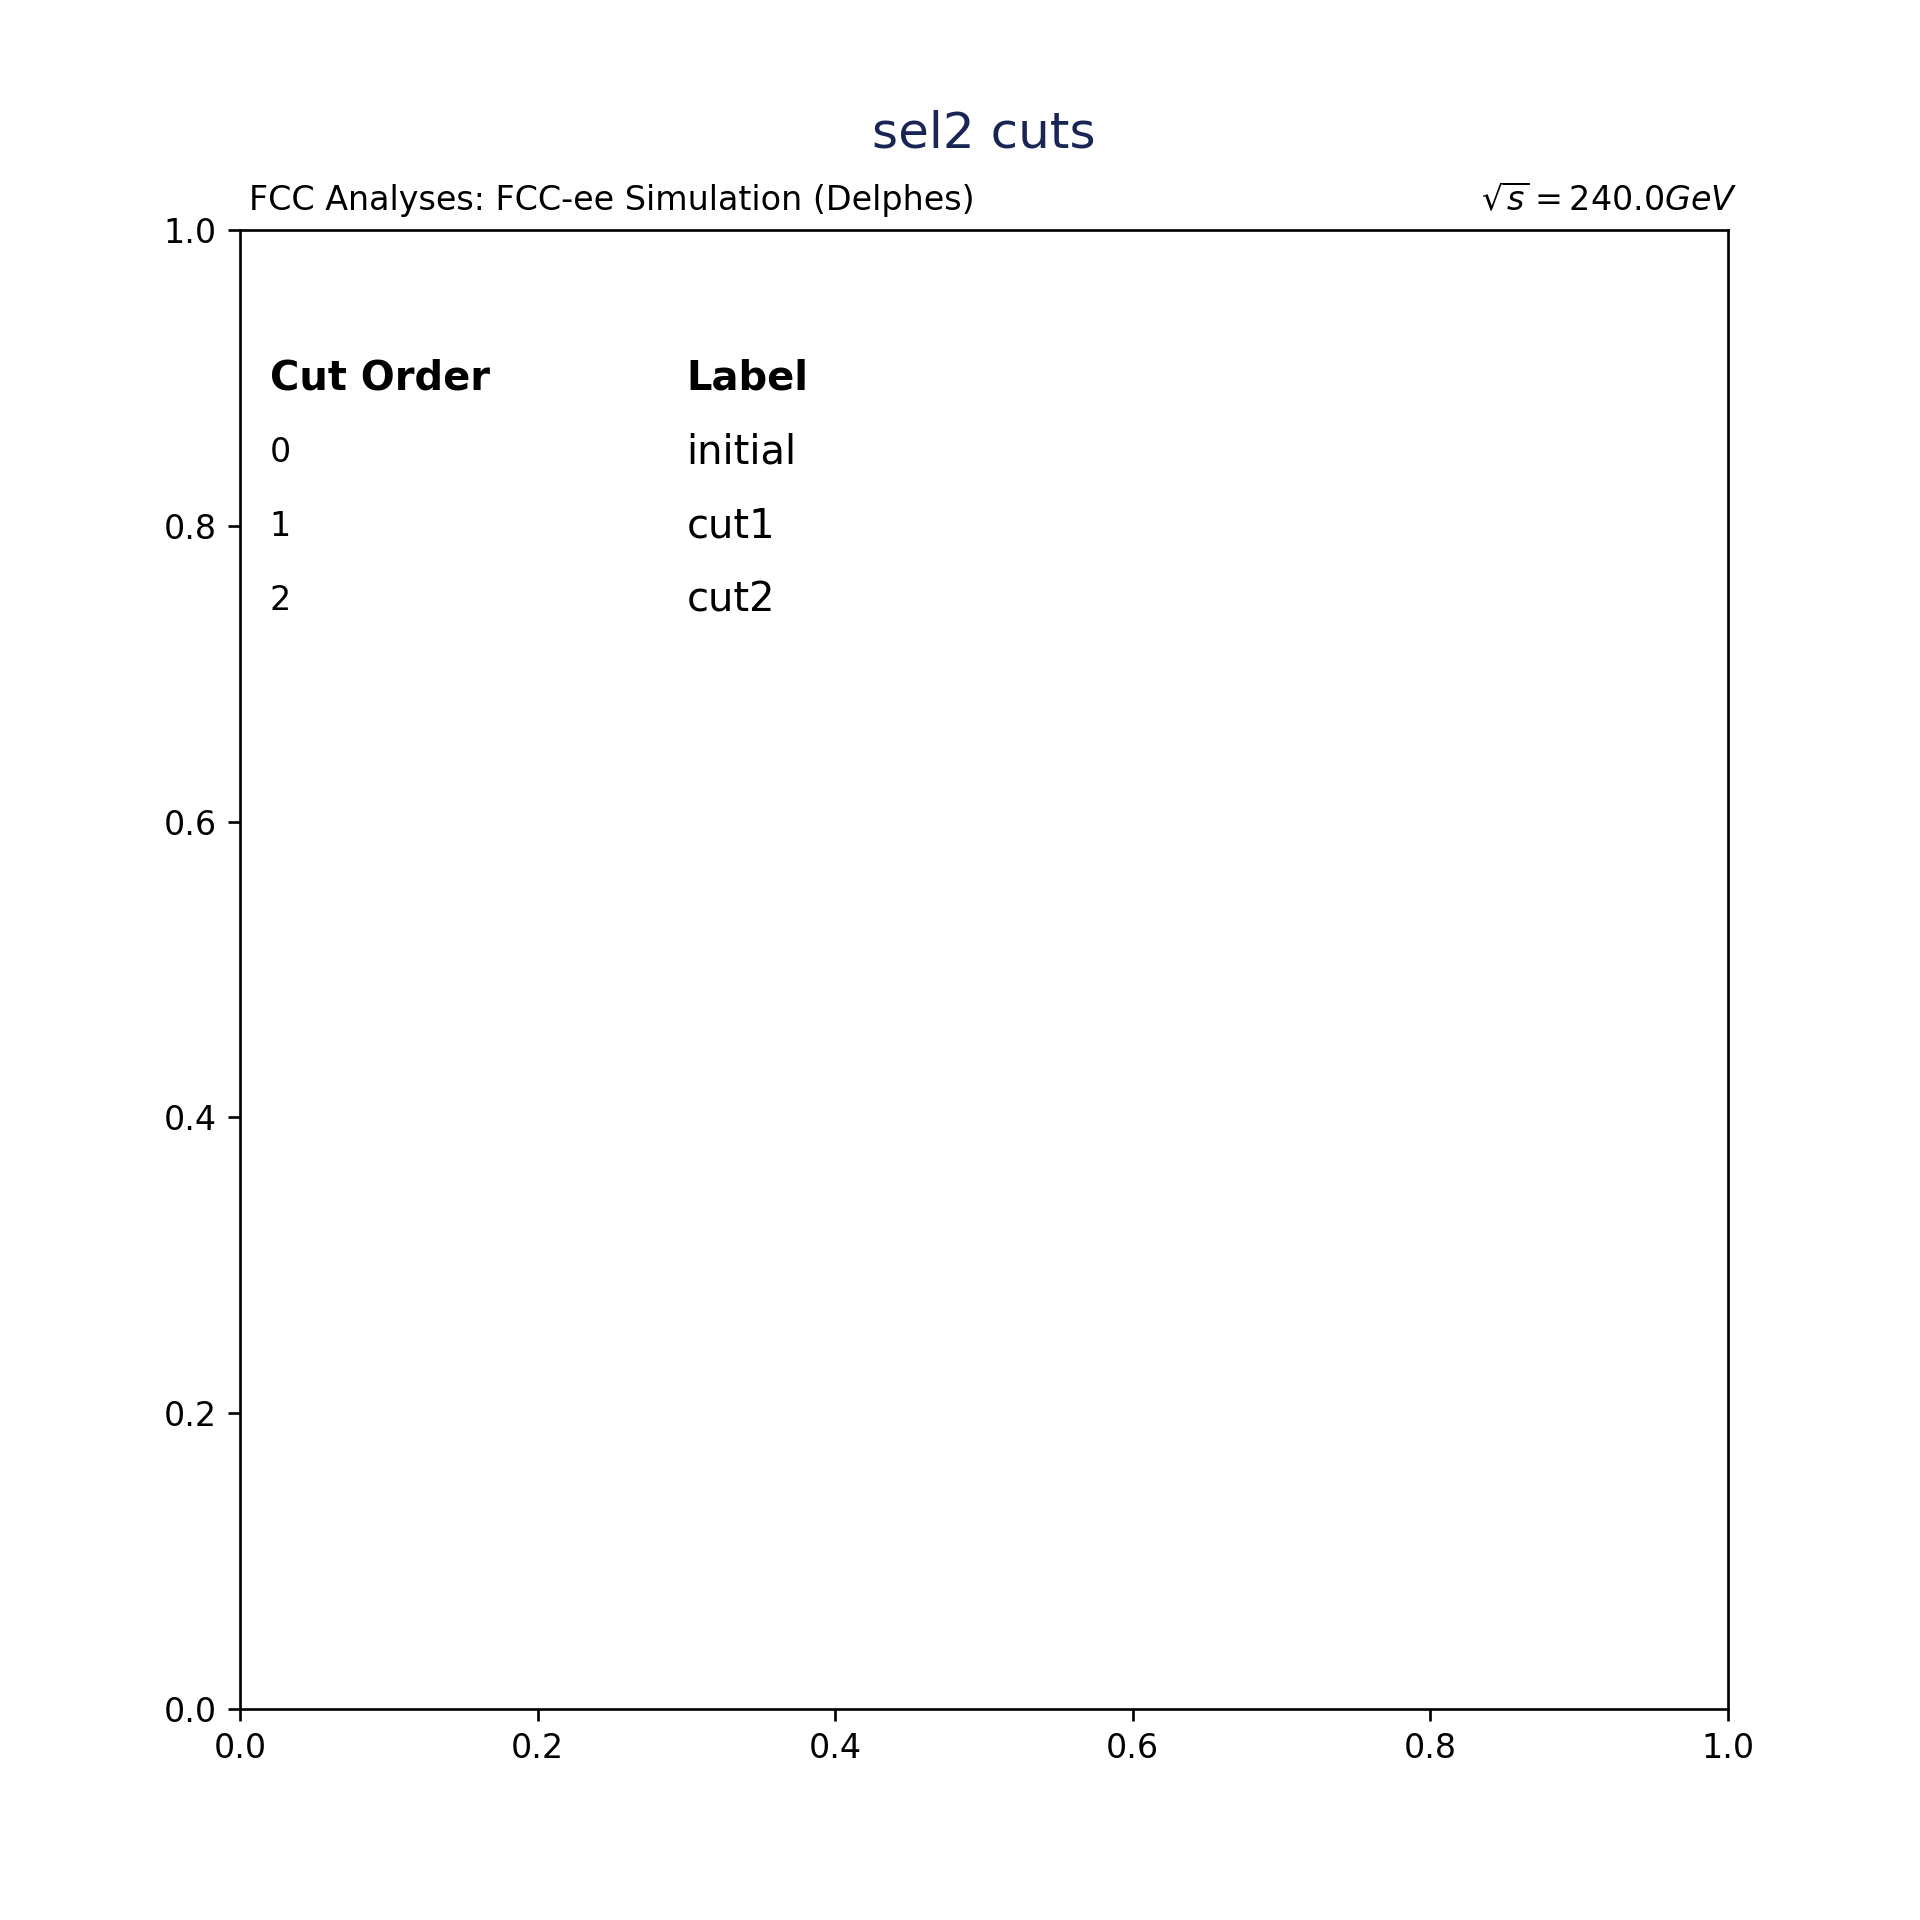 sel2 cuts
FCC Analyses: FCC-ee Simulation (Delphes) √s = 240.0GeV
1.0
Cut Order Label
0 initial
0.8 1 cut1
2 cut2
0.6
0.4
0.2
0.0
0.0 0.2 0.4 0.6 0.8 1.0